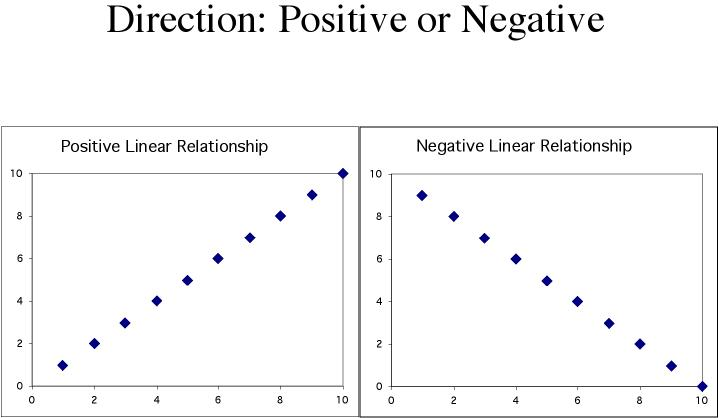 Direction: Positive or Negative
Positive Linear Relationship
10
8
6
4
2
0
0 2 4 6 8 10
Negative Linear Relationship
10
8
6
4
2
0
0 2 4 6 8 10